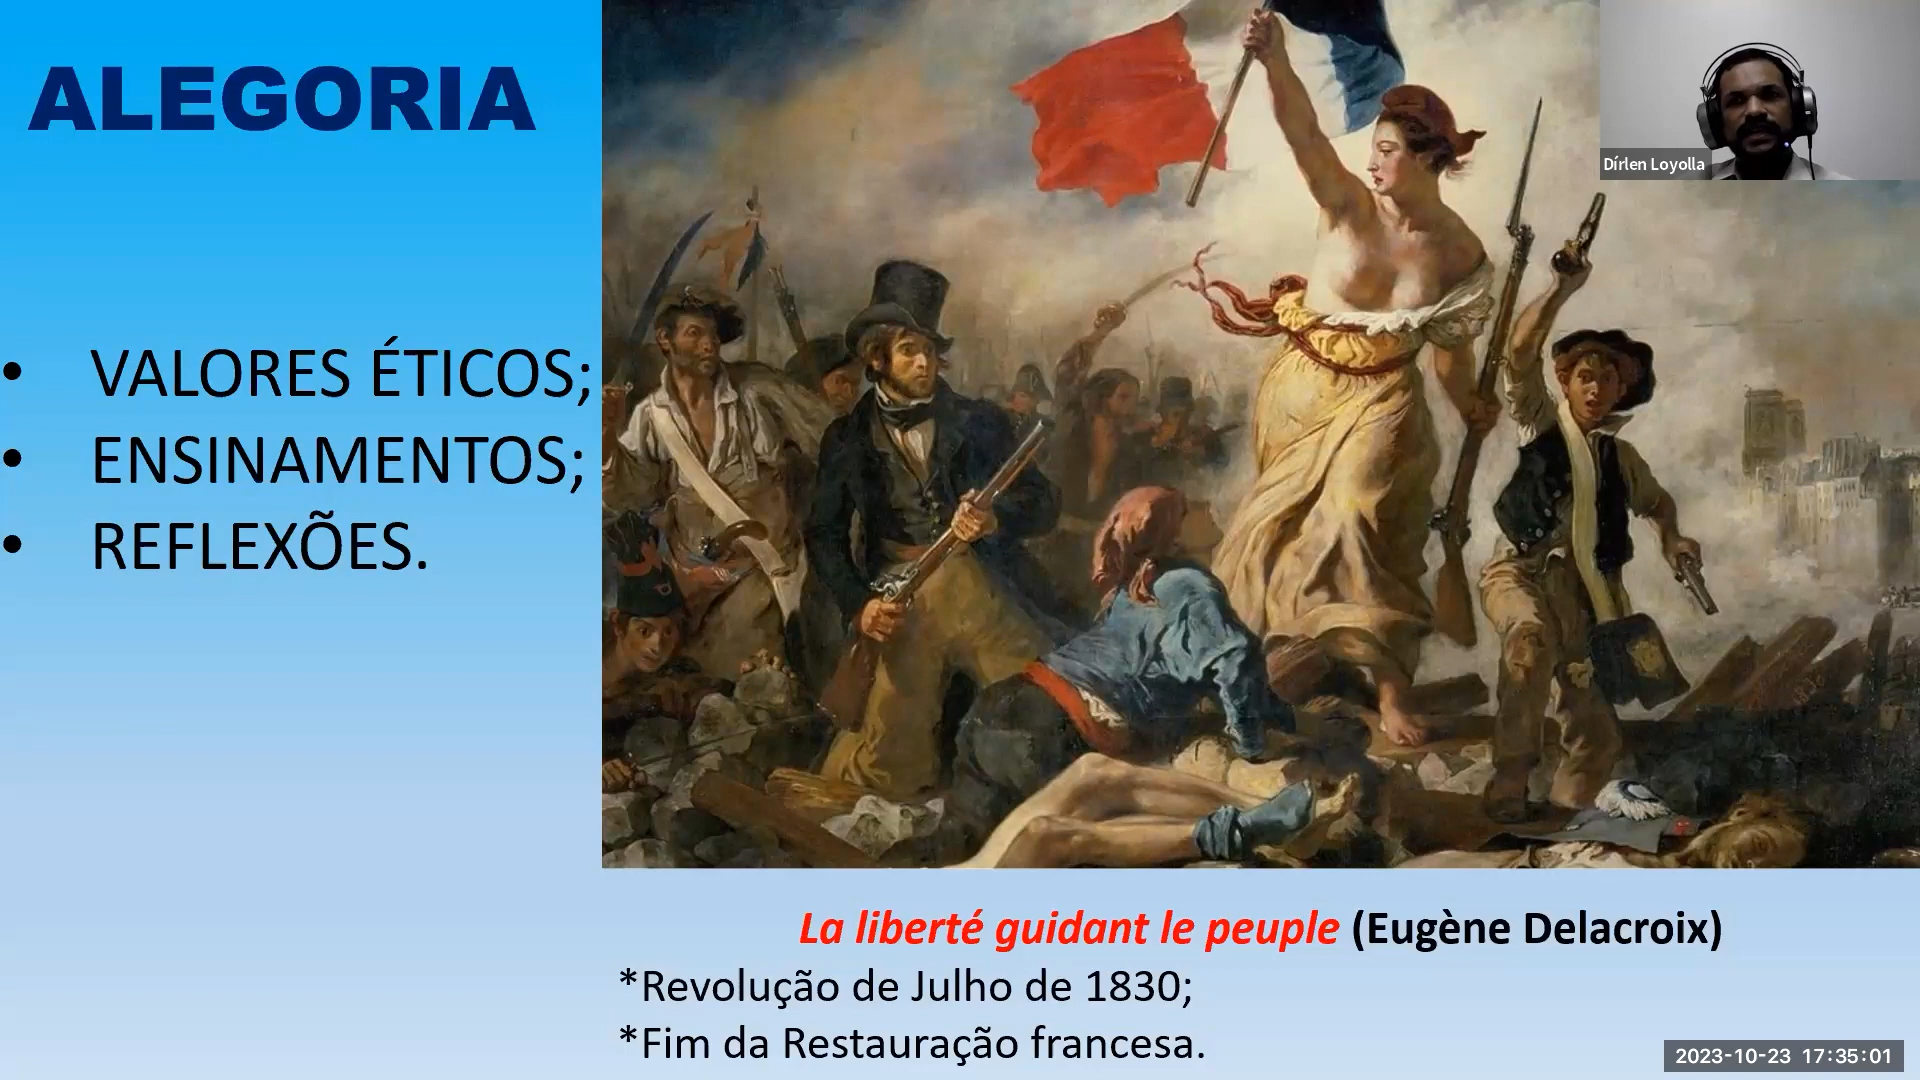 ALEGORIA
• VALORES ÉTICOS;
• ENSINAMENTOS;
• REFLEXÕES.
Dírlen Loyolla
La liberté guidant le peuple (Eugène Delacroix)
*Revolução de Julho de 1830;
*Fim da Restauração francesa.
2023-10-23 17:35:01